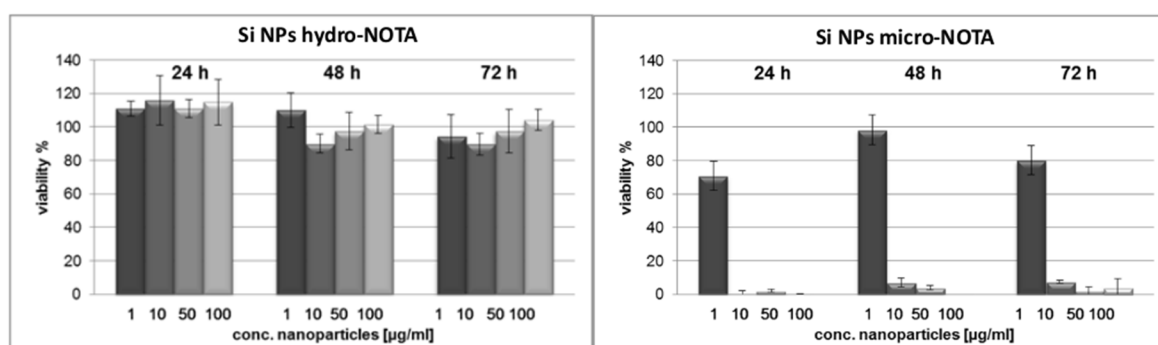 Si NPs hydro-NOTA
140
120
100
80
60
40
20
0
viability %
24 h 48 h 72 h
1 10 50 100 1 10 50 100 1 10 50 100
conc. nanoparticles [µg/ml]
Si NPs micro-NOTA
140
120
100
80
60
40
20
0
viability %
24 h 48 h 72 h
1 10 50 100 1 10 50 100 1 10 50 100
conc. nanoparticles [µg/ml]